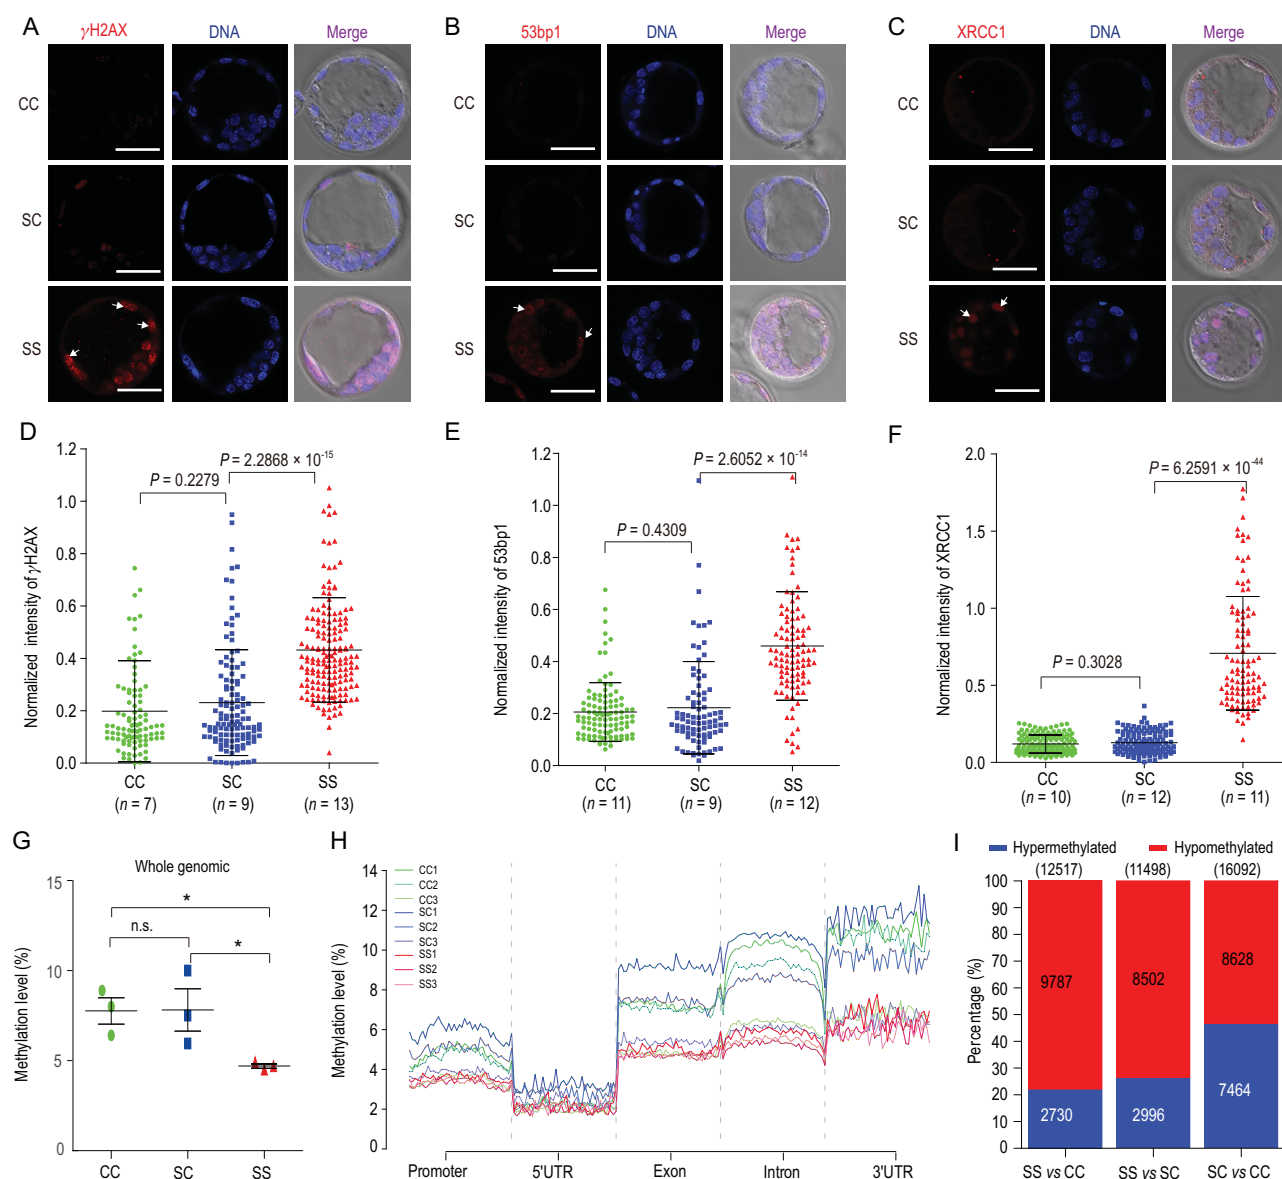 A
γH2AX
DNA
Merge
CC
SC
SS
B
53bp1
DNA
Merge
CC
SC
SS
C
XRCC1
DNA
Merge
CC
SC
SS
D
Normalized intensity of γH2AX
1.2
1.0
0.8
0.6
0.4
0.2
0.0
P = 0.2279
P = 2.2868 × 10⁻¹⁵
CC
SC
SS
(n = 7)
(n = 9)
(n = 13)
E
Normalized intensity of 53bp1
1.2
1.0
0.8
0.6
0.4
0.2
0.0
P = 0.4309
P = 2.6052 × 10⁻¹⁴
CC
SC
SS
(n = 11)
(n = 9)
(n = 12)
F
Normalized intensity of XRCC1
2.0
1.5
1.0
0.5
0.0
P = 0.3028
P = 6.2591 × 10⁻⁴⁴
CC
SC
SS
(n = 10)
(n = 12)
(n = 11)
G
Whole genomic
Methylation level (%)
15
10
5
0
*
n.s.
*
CC
SC
SS
H
Methylation level (%)
14
12
10
8
6
4
2
0
CC1
CC2
CC3
SC1
SC2
SC3
SS1
SS2
SS3
Promoter
5'UTR
Exon
Intron
3'UTR
I
Hypermethylated
Hypomethylated
(12517)
(11498)
(16092)
Percentage (%)
100
90
80
70
60
50
40
30
20
10
0
9787
8502
8628
2730
2996
7464
SS vs CC
SS vs SC
SC vs CC